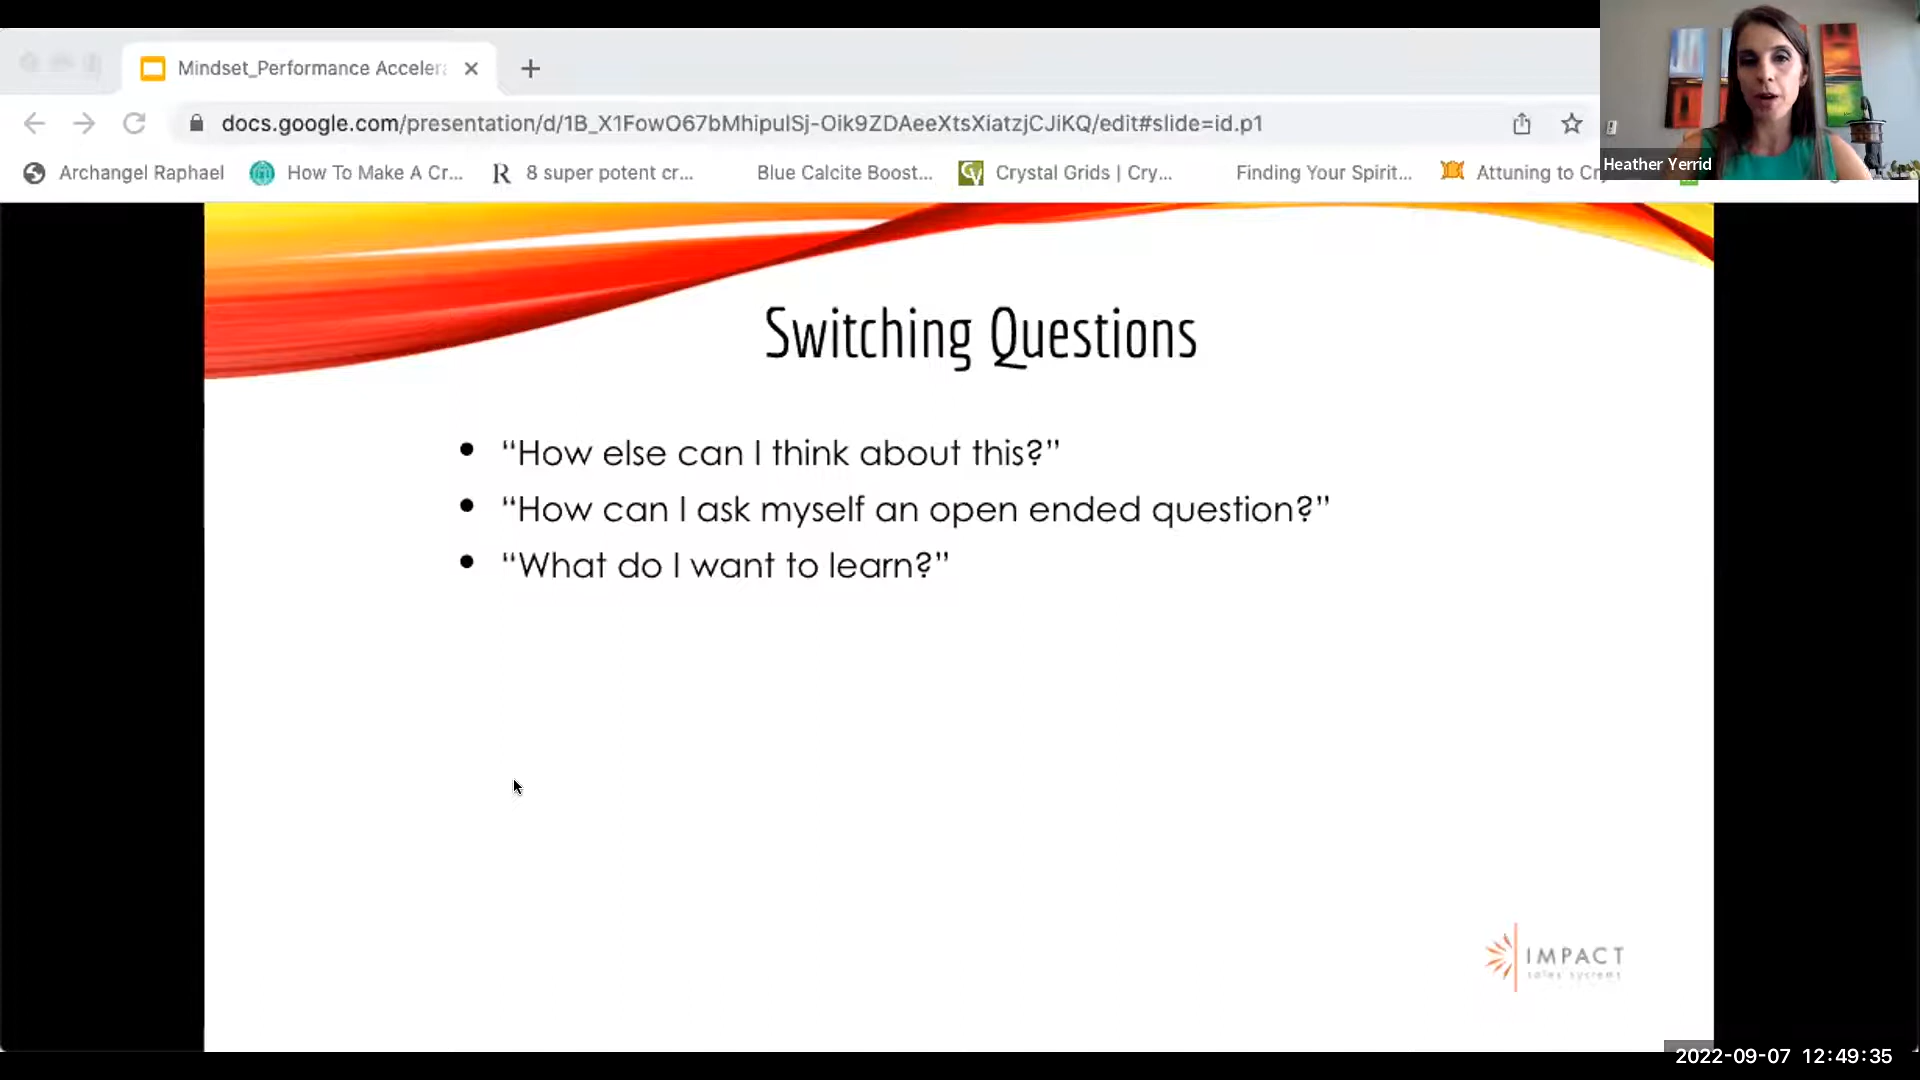 Mindset_Performance Acceler
docs.google.com/presentation/d/1B_X1FowO67bMhipulSj-Oik9ZDAeeXtsXiatzjCJiKQ/edit#slide=id.p1
Archangel Raphael
How To Make A Cr...
8 super potent cr...
Blue Calcite Boost...
Crystal Grids | Cry...
Finding Your Spirit...
Attuning to Cry
Heather Yerrid
Switching Questions
• “How else can I think about this?”
• “How can I ask myself an open ended question?”
• “What do I want to learn?”
IMPACT
sales systems
2022-09-07 12:49:35